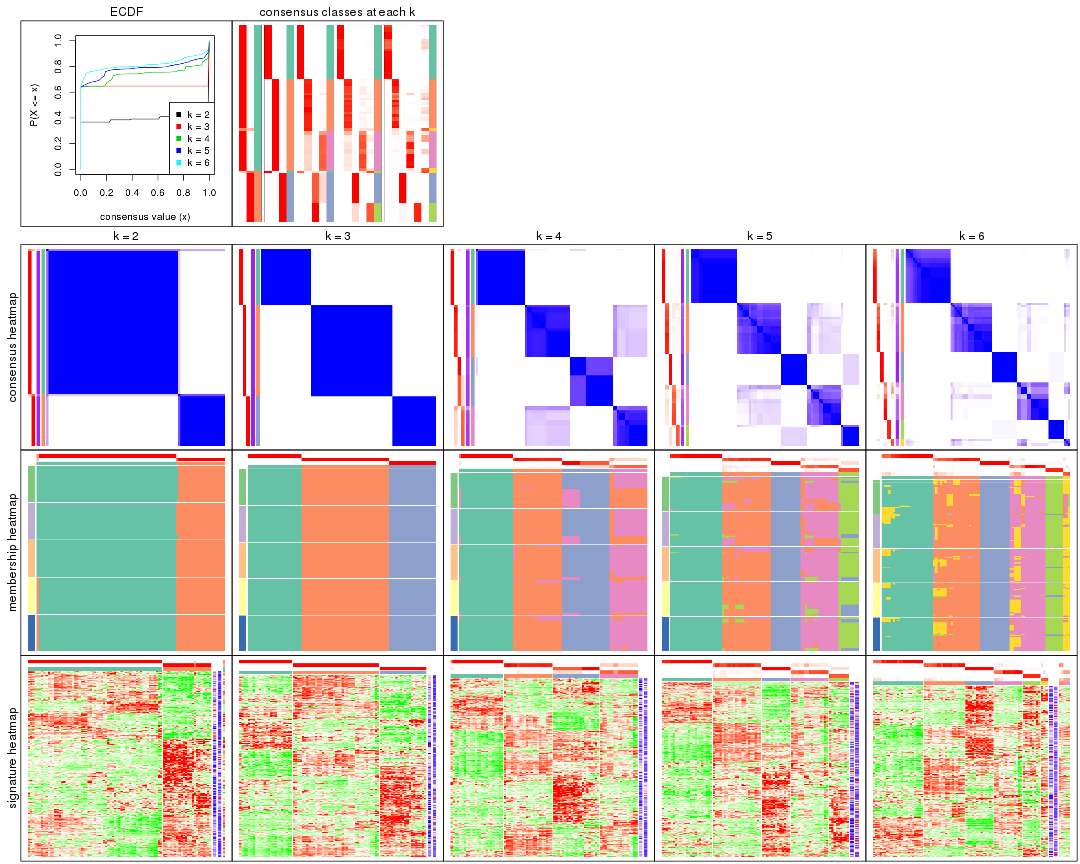 ECDF
consensus classes at each k
P(X <= x)
0.0 0.2 0.4 0.6 0.8 1.0
k = 2
k = 3
k = 4
k = 5
k = 6
0.0 0.2 0.4 0.6 0.8 1.0
consensus value (x)
k = 2 k = 3 k = 4 k = 5 k = 6
consensus heatmap
membership heatmap
signature heatmap